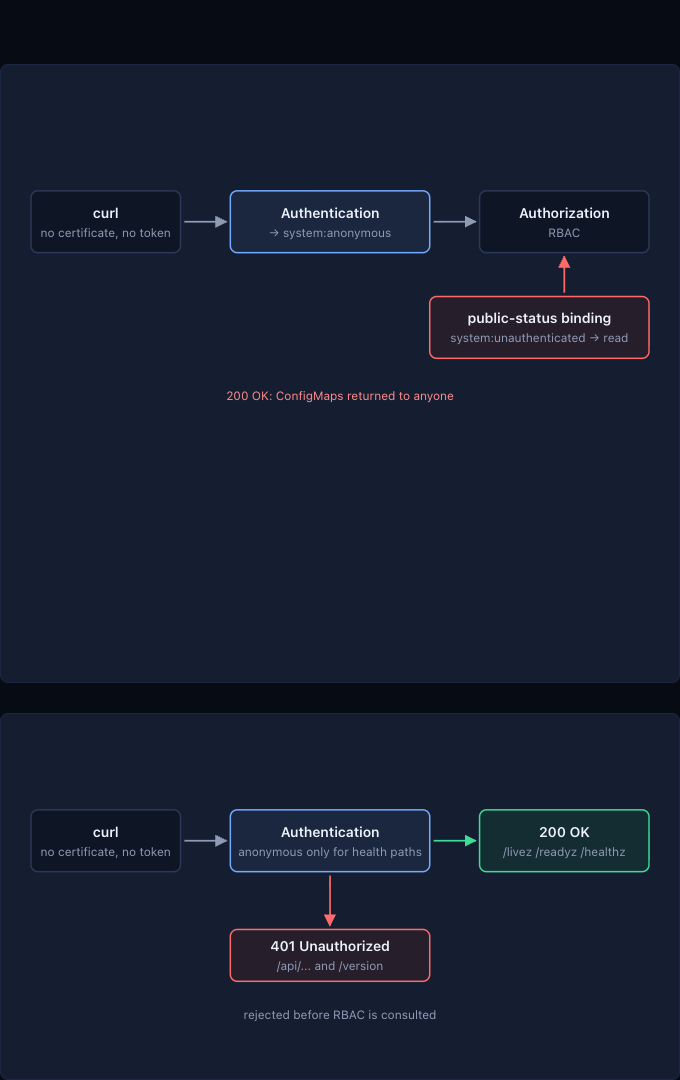 curl
no certificate, no token
Authentication
→ system:anonymous
Authorization
RBAC
public-status binding
system:unauthenticated → read
200 OK: ConfigMaps returned to anyone
curl
no certificate, no token
Authentication
anonymous only for health paths
200 OK
/livez /readyz /healthz
401 Unauthorized
/api/... and /version
rejected before RBAC is consulted